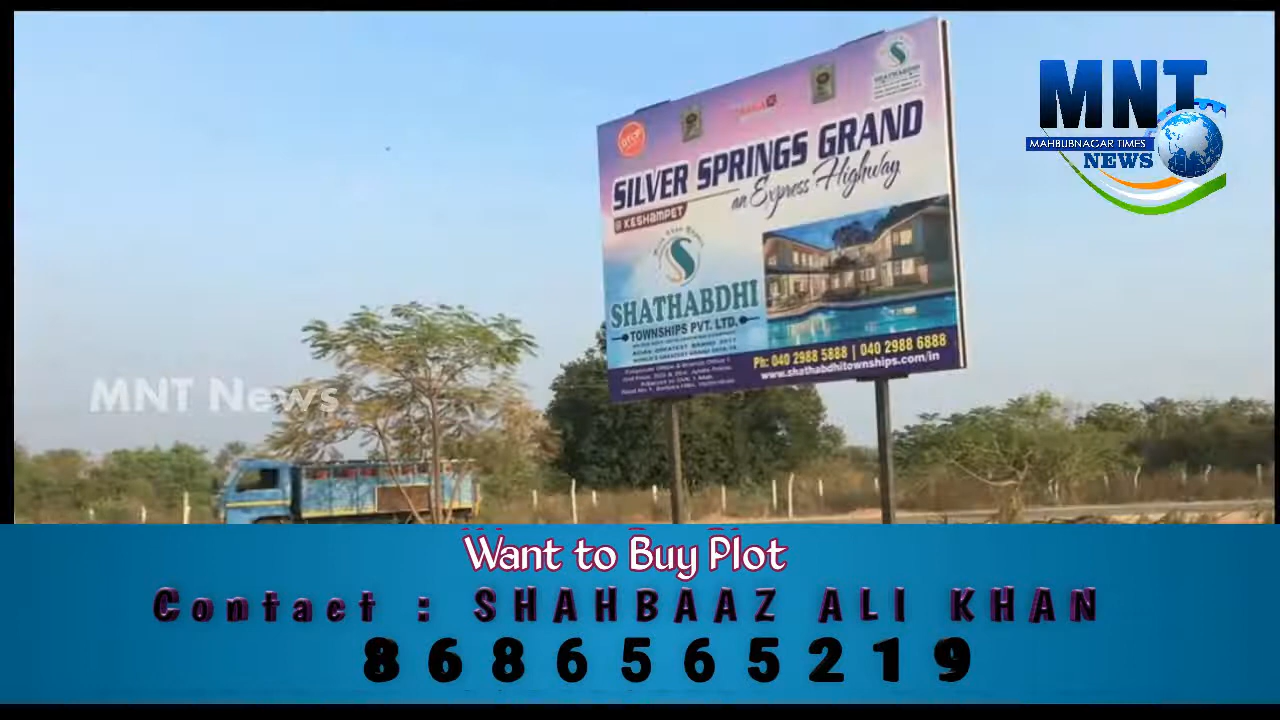 MNT
MAHBUBNAGAR TIMES
NEWS
SILVER SPRINGS GRAND
an Express Highway
@ KESHAMPET
SHATHABDHI
TOWNSHIPS PVT. LTD.
Ph: 040 2988 5888 | 040 2988 6888
www.shathabdhitownships.com/in
MNT News
Want to Buy Plot
Contact : SHAHBAAZ ALI KHAN
8686565219